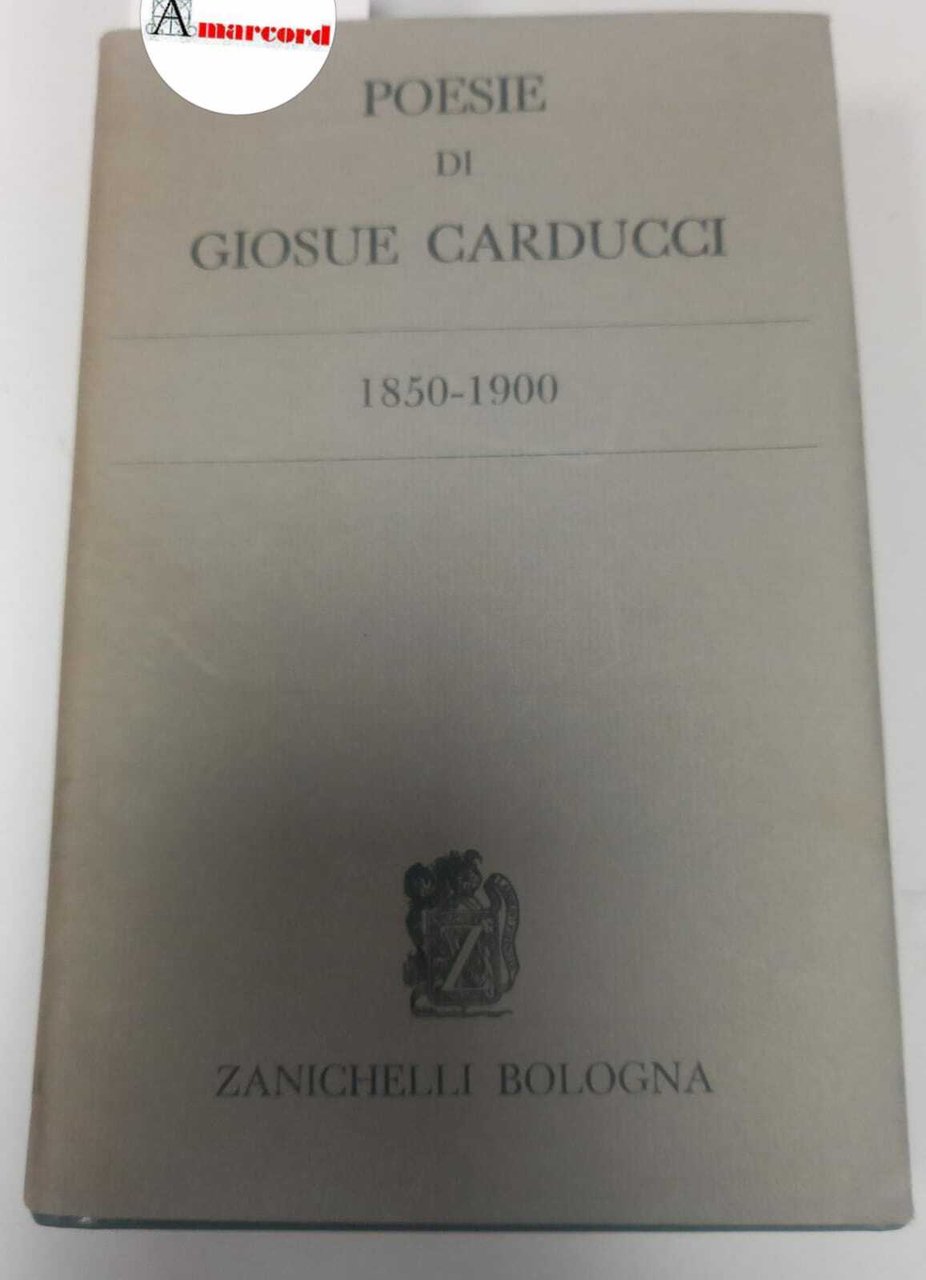 Amarcord
POESIE
DI
GIOSUE CARDUCCI
1850-1900
Z
ZANICHELLI BOLOGNA